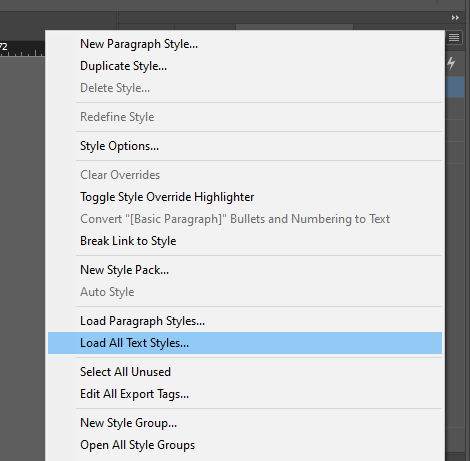 72
New Paragraph Style...
Duplicate Style...
Delete Style...
Redefine Style
Style Options...
Clear Overrides
Toggle Style Override Highlighter
Convert "[Basic Paragraph]" Bullets and Numbering to Text
Break Link to Style
New Style Pack...
Auto Style
Load Paragraph Styles...
Load All Text Styles...
Select All Unused
Edit All Export Tags...
New Style Group...
Open All Style Groups